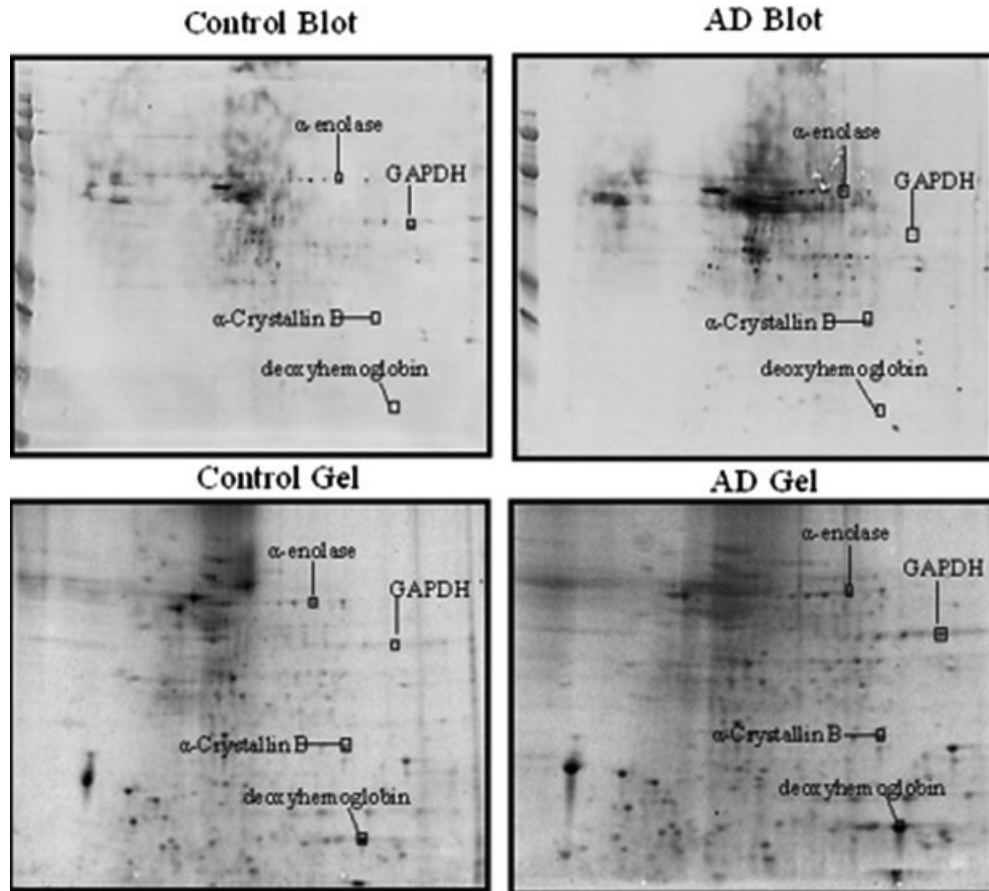 Control Blot
α-enolase
GAPDH
α-Crystallin B
deoxyhemoglobin
AD Blot
α-enolase
GAPDH
α-Crystallin B
deoxyhemoglobin
Control Gel
α-enolase
GAPDH
α-Crystallin B
deoxyhemoglobin
AD Gel
α-enolase
GAPDH
α-Crystallin B
deoxyhemoglobin